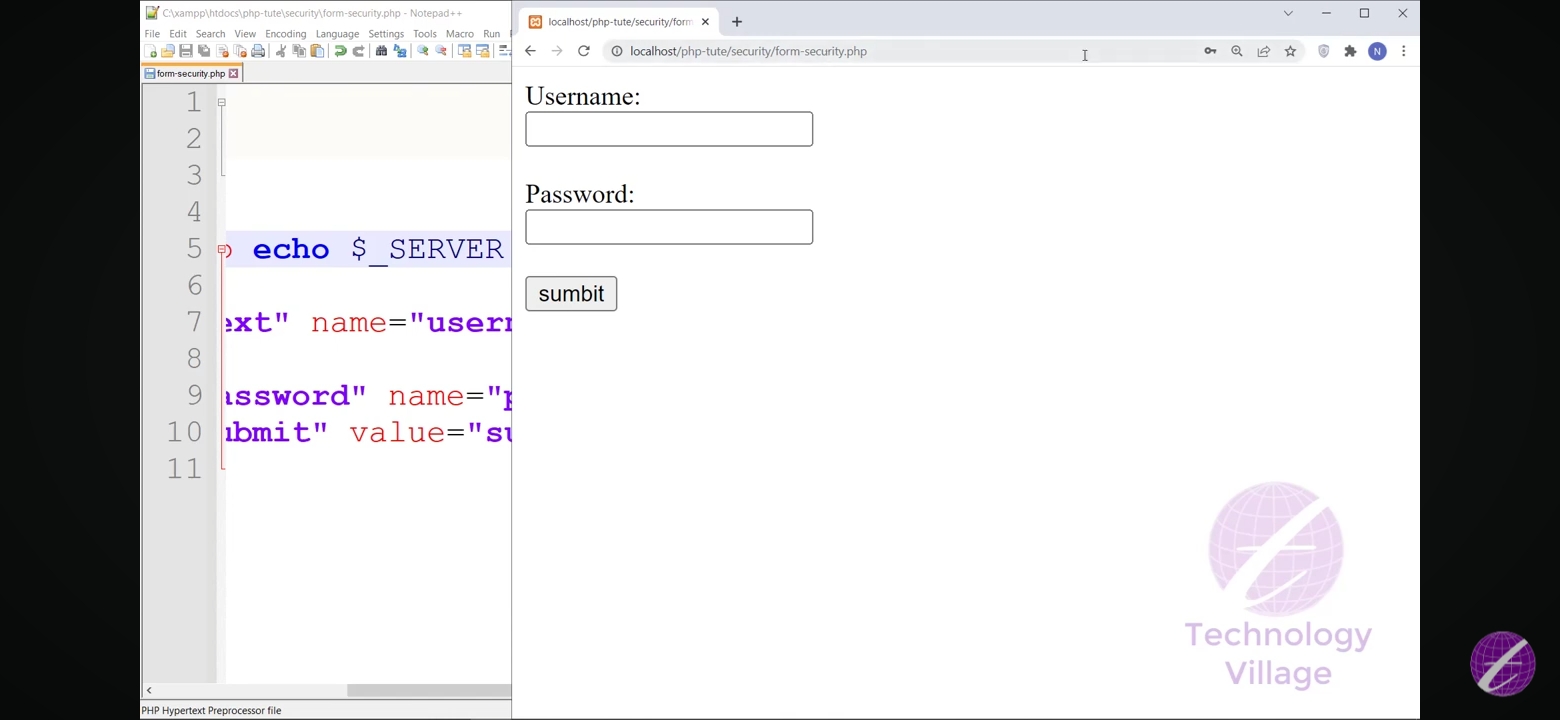 C:\xampp\htdocs\php-tute\security\form-security.php - Notepad++
File Edit Search View Encoding Language Settings Tools Macro Run
form-security.php
1
2
3
4
5 echo $_SERVER
6
7 ext" name="usern
8
9 assword" name="p
10 ubmit" value="su
11
PHP Hypertext Preprocessor file
localhost/php-tute/security/form
localhost/php-tute/security/form-security.php
N
Username:
Password:
sumbit
Technology
Village